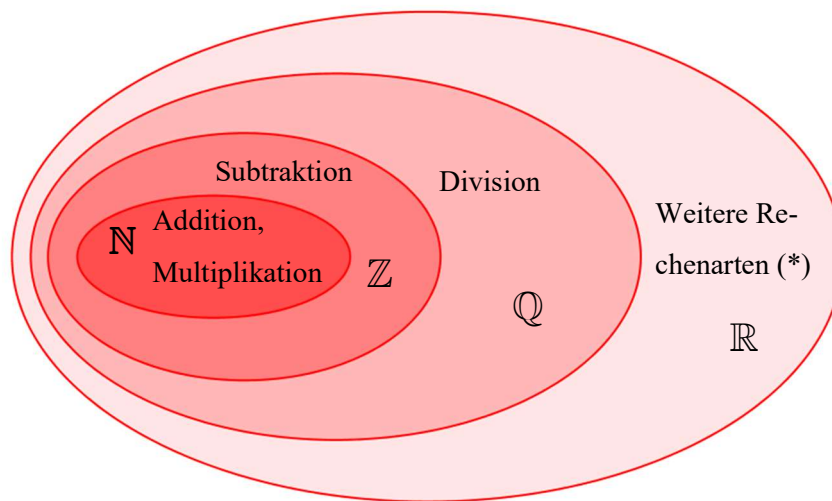 Subtraktion
Division
ℕ Addition,
Multiplikation
ℤ
ℚ
Weitere Re-
chenarten (*)
ℝ